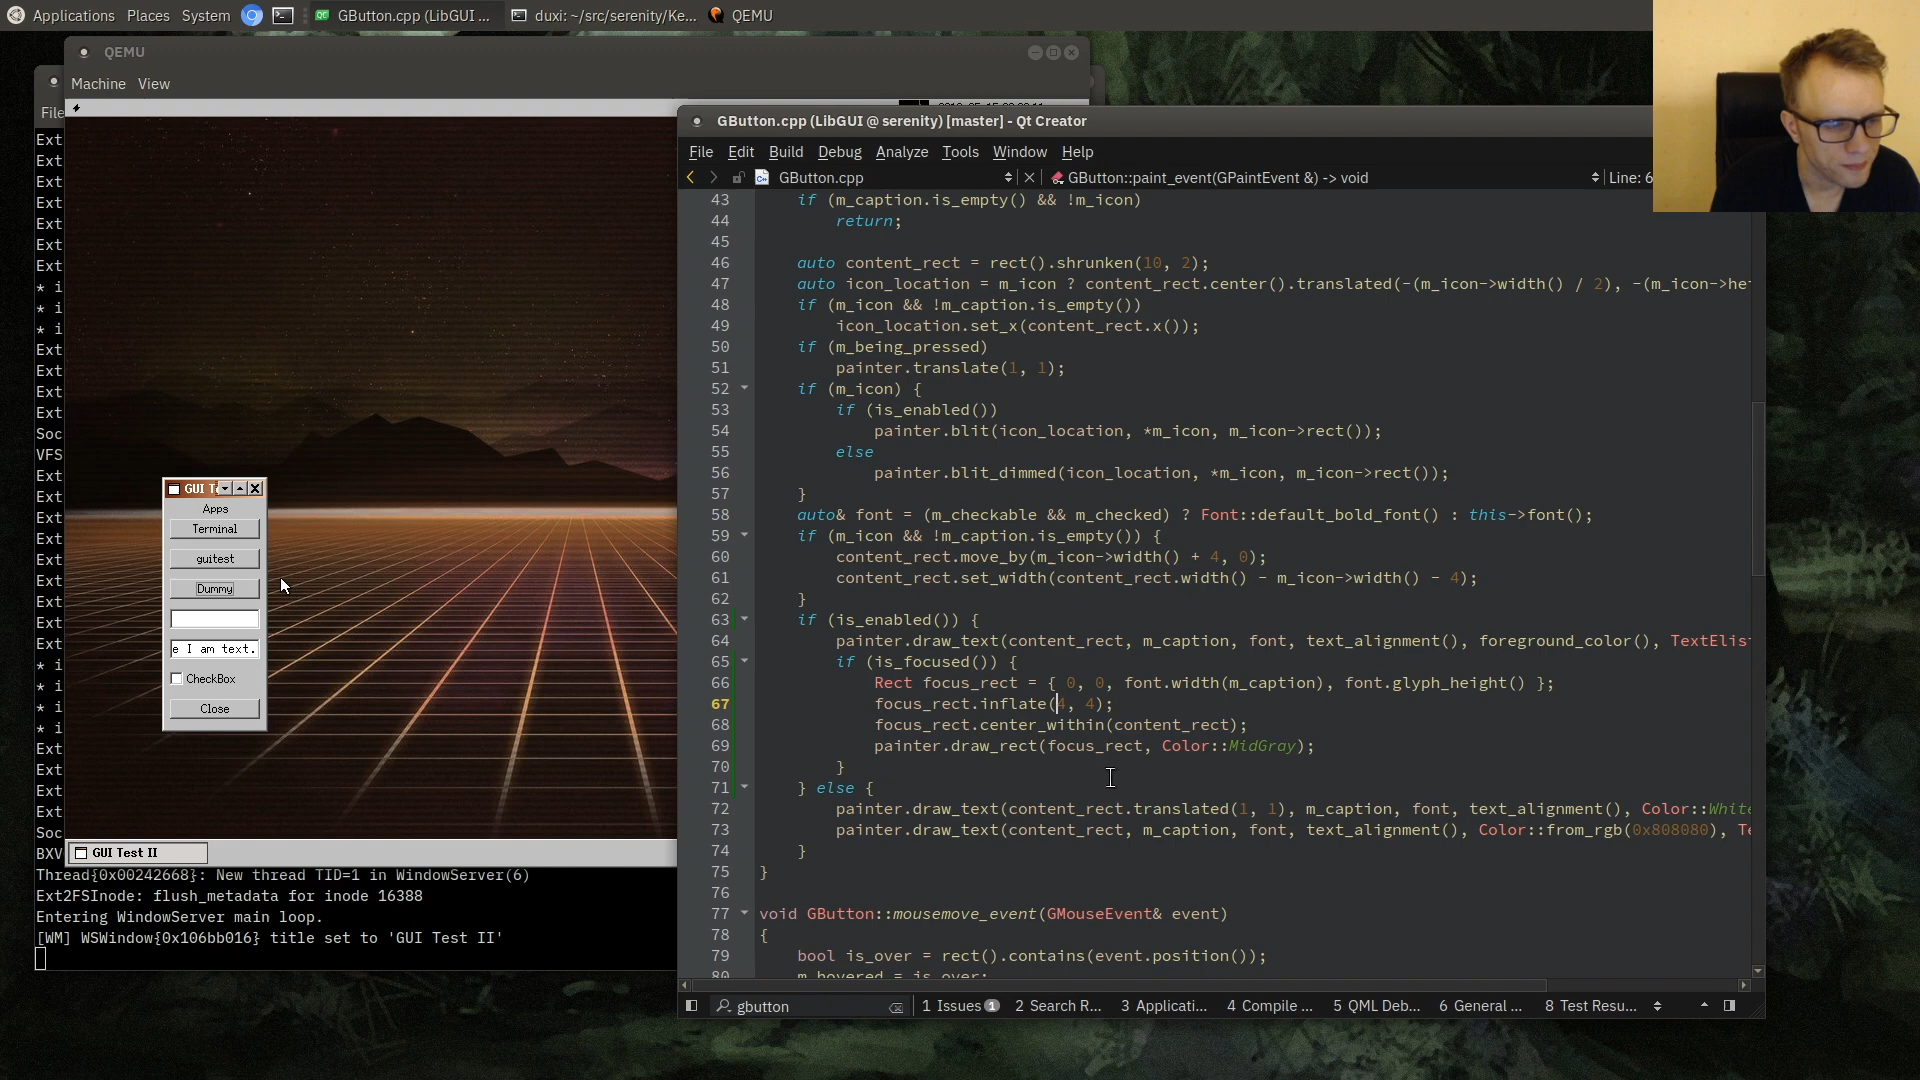 Applications Places System GButton.cpp (LibGUI ... duxi: ~/src/serenity/Ke... QEMU
QEMU
Machine View
File
Ext
Ext
Ext
Ext
Ext
Ext
Ext
* i
* i
* i
Ext
Ext
Ext
Ext
Soc
VFS
Ext
Ext
Ext
Ext
Ext
Ext
Ext
Ext
Ext
* i
* i
* i
* i
Ext
Ext
Ext
Ext
Soc
BXV
Thread{0x00242668}: New thread TID=1 in WindowServer(6)
Ext2FSInode: flush_metadata for inode 16388
Entering WindowServer main loop.
[WM] WSWindow{0x106bb016} title set to 'GUI Test II'
GUI T
Apps
Terminal
guitest
Dummy
e I am text.
CheckBox
Close
GUI Test II
GButton.cpp (LibGUI @ serenity) [master] - Qt Creator
File Edit Build Debug Analyze Tools Window Help
GButton.cpp GButton::paint_event(GPaintEvent &) -> void Line: 6
43 if (m_caption.is_empty() && !m_icon)
44 return;
45
46 auto content_rect = rect().shrunken(10, 2);
47 auto icon_location = m_icon ? content_rect.center().translated(-(m_icon->width() / 2), -(m_icon->he
48 if (m_icon && !m_caption.is_empty())
49 icon_location.set_x(content_rect.x());
50 if (m_being_pressed)
51 painter.translate(1, 1);
52 if (m_icon) {
53 if (is_enabled())
54 painter.blit(icon_location, *m_icon, m_icon->rect());
55 else
56 painter.blit_dimmed(icon_location, *m_icon, m_icon->rect());
57 }
58 auto& font = (m_checkable && m_checked) ? Font::default_bold_font() : this->font();
59 if (m_icon && !m_caption.is_empty()) {
60 content_rect.move_by(m_icon->width() + 4, 0);
61 content_rect.set_width(content_rect.width() - m_icon->width() - 4);
62 }
63 if (is_enabled()) {
64 painter.draw_text(content_rect, m_caption, font, text_alignment(), foreground_color(), TextElis
65 if (is_focused()) {
66 Rect focus_rect = { 0, 0, font.width(m_caption), font.glyph_height() };
67 focus_rect.inflate(4, 4);
68 focus_rect.center_within(content_rect);
69 painter.draw_rect(focus_rect, Color::MidGray);
70 }
71 } else {
72 painter.draw_text(content_rect.translated(1, 1), m_caption, font, text_alignment(), Color::White
73 painter.draw_text(content_rect, m_caption, font, text_alignment(), Color::from_rgb(0x808080), Te
74 }
75 }
76
77 void GButton::mousemove_event(GMouseEvent& event)
78 {
79 bool is_over = rect().contains(event.position());
80 m_hovered = is_over;
gbutton 1 Issues 1 2 Search R... 3 Applicati... 4 Compile ... 5 QML Deb... 6 General ... 8 Test Resu...